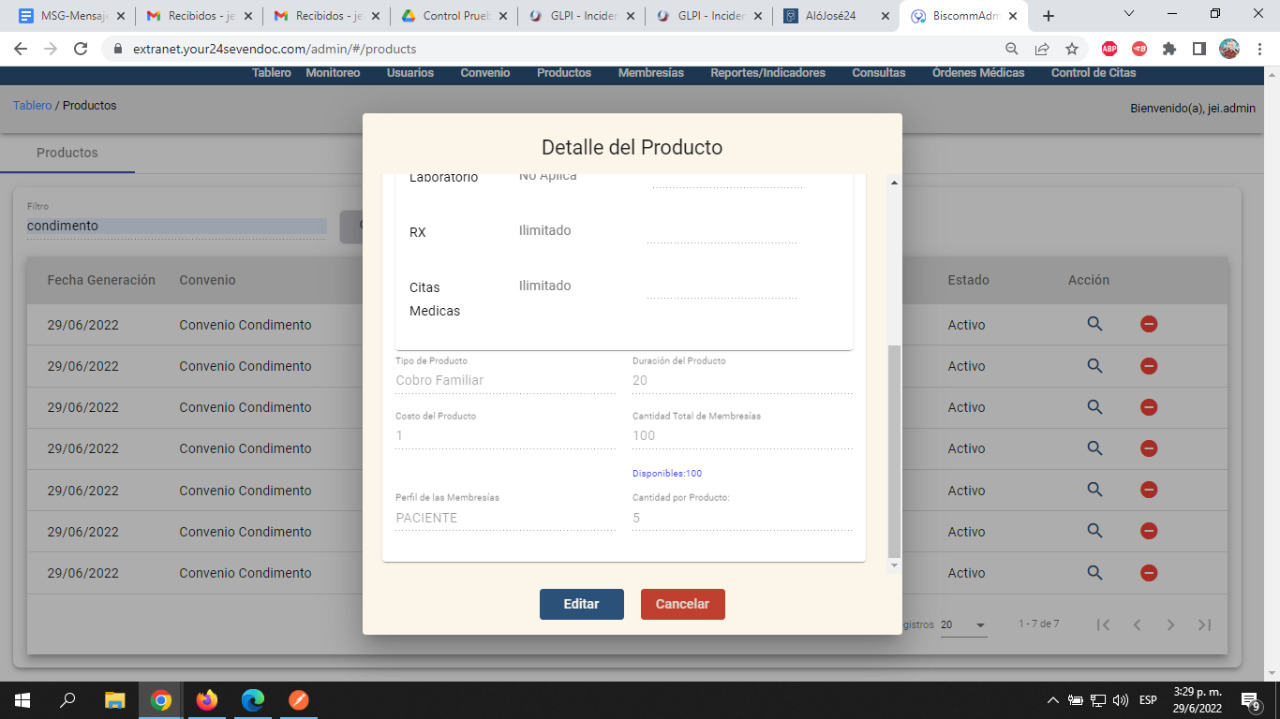 MSG-Mensaj
Recibidos - je
Recibidos - je
Control Prueb
GLPI - Inciden
GLPI - Inciden
AlóJosé24
BiscommAdm
extranet.your24sevendoc.com/admin/#/products
ABP
Tablero Monitoreo Usuarios Convenio Productos Membresías Reportes/Indicadores Consultas Órdenes Médicas Control de Citas
Tablero / Productos
Bienvenido(a), jei.admin
Productos
Filtro
condimento
Fecha Generación Convenio Estado Acción
29/06/2022 Convenio Condimento Activo
29/06/2022 Convenio Condimento Activo
29/06/2022 Convenio Condimento Activo
29/06/2022 Convenio Condimento Activo
29/06/2022 Convenio Condimento Activo
29/06/2022 Convenio Condimento Activo
29/06/2022 Convenio Condimento Activo
gistros 20 1 - 7 de 7
Detalle del Producto
Laboratorio No Aplica
RX Ilimitado
Citas Medicas Ilimitado
Tipo de Producto
Cobro Familiar
Duración del Producto
20
Costo del Producto
1
Cantidad Total de Membresías
100
Disponibles:100
Perfil de las Membresías
PACIENTE
Cantidad por Producto:
5
Editar Cancelar
ESP
3:29 p. m.
29/6/2022
9